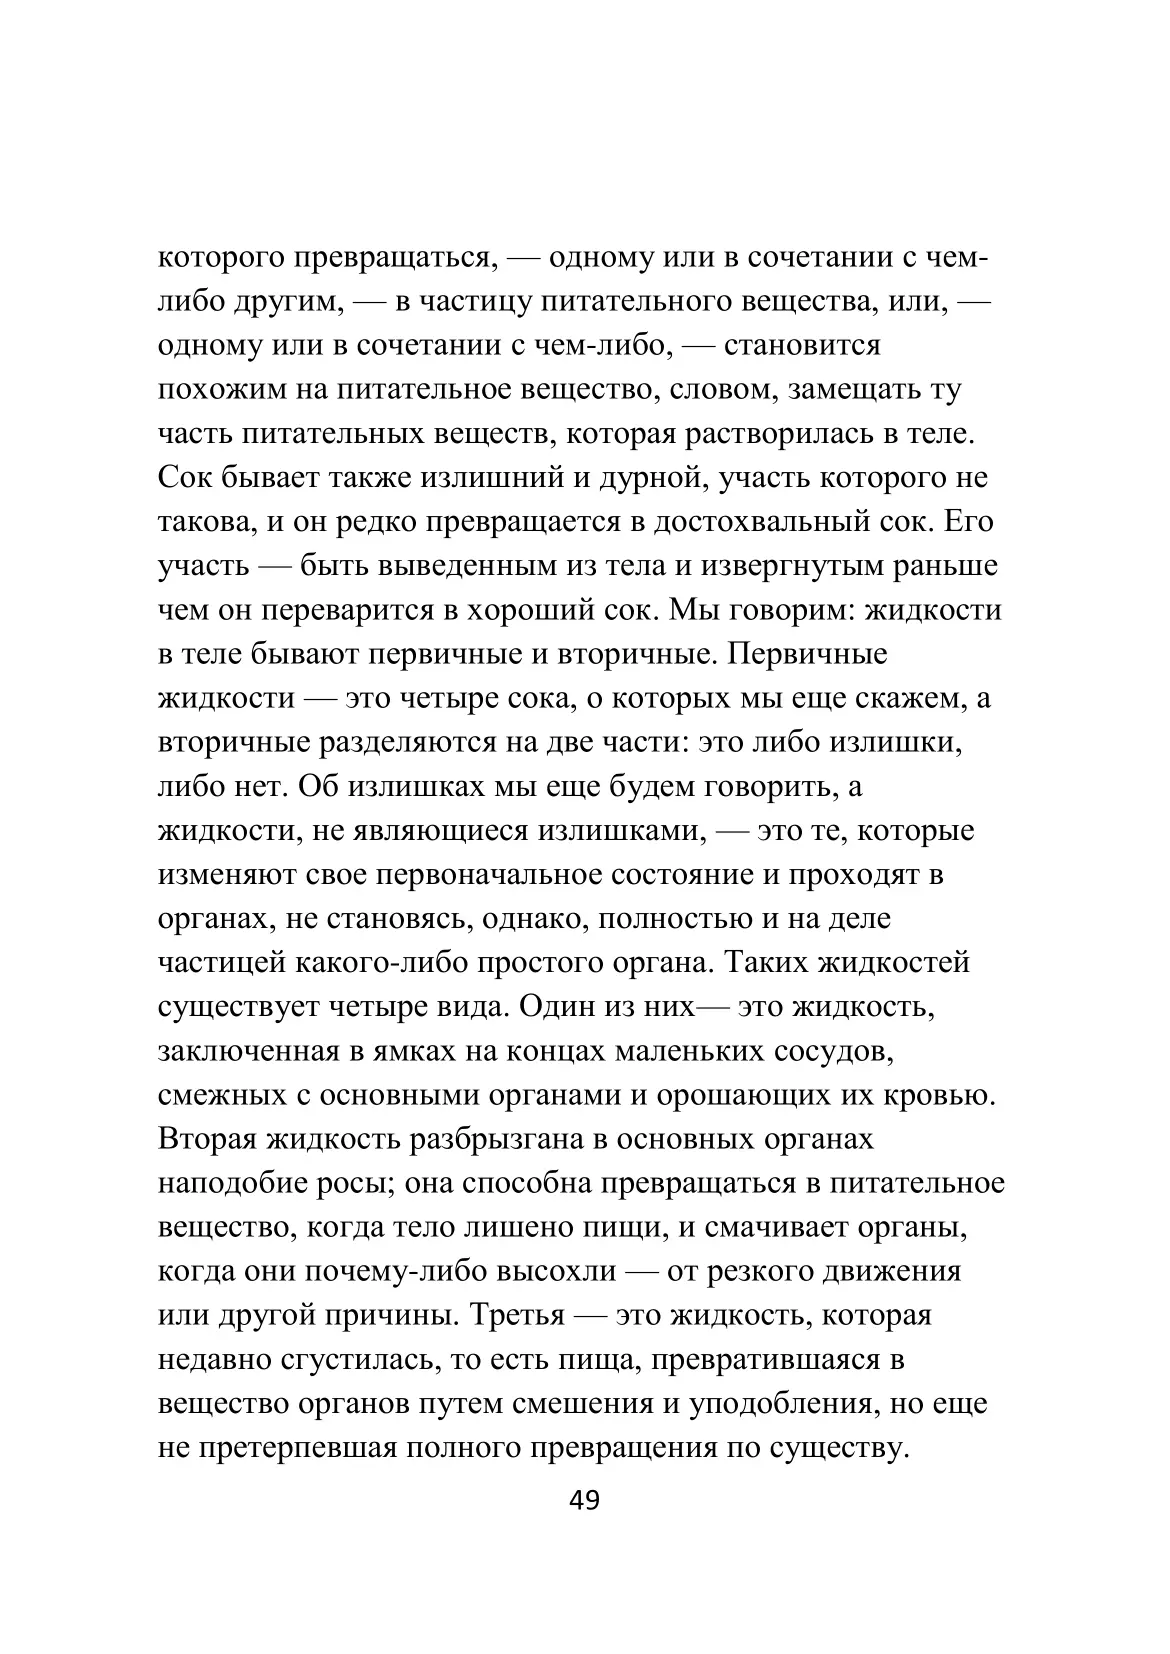 которого превращаться, — одному или в сочетании с чем-
либо другим, — в частицу питательного вещества, или, —
одному или в сочетании с чем-либо, — становится
похожим на питательное вещество, словом, замещать ту
часть питательных веществ, которая растворилась в теле.
Сок бывает также излишний и дурной, участь которого не
такова, и он редко превращается в достохвальный сок. Его
участь — быть выведенным из тела и извергнутым раньше
чем он переварится в хороший сок. Мы говорим: жидкости
в теле бывают первичные и вторичные. Первичные
жидкости — это четыре сока, о которых мы еще скажем, а
вторичные разделяются на две части: это либо излишки,
либо нет. Об излишках мы еще будем говорить, а
жидкости, не являющиеся излишками, — это те, которые
изменяют свое первоначальное состояние и проходят в
органах, не становясь, однако, полностью и на деле
частицей какого-либо простого органа. Таких жидкостей
существует четыре вида. Один из них— это жидкость,
заключенная в ямках на концах маленьких сосудов,
смежных с основными органами и орошающих их кровью.
Вторая жидкость разбрызгана в основных органах
наподобие росы; она способна превращаться в питательное
вещество, когда тело лишено пищи, и смачивает органы,
когда они почему-либо высохли — от резкого движения
или другой причины. Третья — это жидкость, которая
недавно сгустилась, то есть пища, превратившаяся в
вещество органов путем смешения и уподобления, но еще
не претерпевшая полного превращения по существу.
49